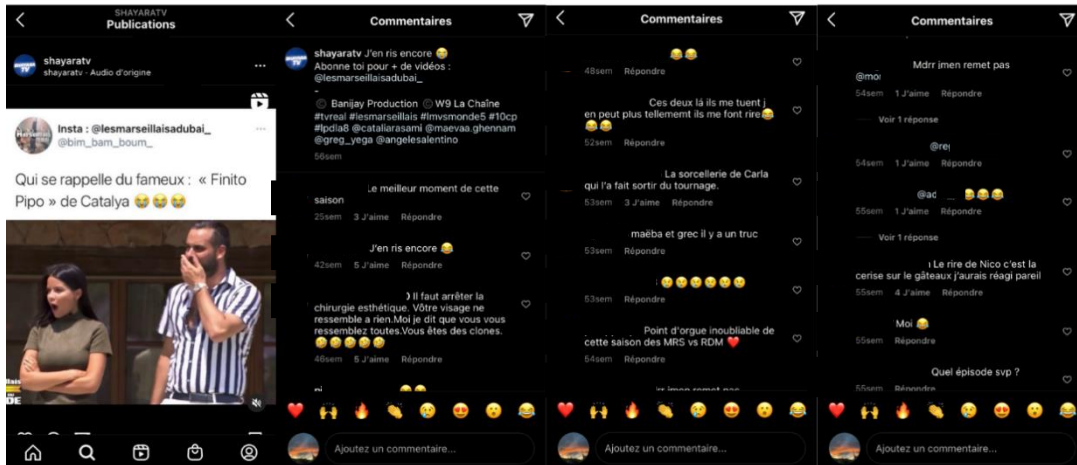 SHAYARATV
Publications
shayaratv
shayaratv · Audio d'origine
Insta : @lesmarseillaisadubai_
@bim_bam_boum_
Qui se rappelle du fameux : « Finito
Pipo » de Catalya 😭😭😭
Commentaires
shayaratv J'en ris encore 😭
Abonne toi pour + de vidéos :
@lesmarseillaisadubai_
-
© Banijay Production © W9 La Chaîne
#tvreal #lesmarseillais #lmvsmonde5 #10cp
#lpdla8 @cataliarasami @maevaa.ghennam
@greg_yega @angelesalentino
56sem
Le meilleur moment de cette
saison
25sem 3 J'aime Répondre
J'en ris encore 😂
42sem 5 J'aime Répondre
) Il faut arrêter la
chirurgie esthétique. Vôtre visage ne
ressemble a rien.Moi je dit que vous vous
ressemblez toutes.Vous êtes des clones.
🤣🤣🤣🤣🤣
46sem 5 J'aime Répondre
😂😂
❤️ 🙌 🔥 👏 😢 😍 😮 😂
Ajoutez un commentaire...
Commentaires
😂😂
48sem Répondre
Ces deux là ils me tuent j
en peut plus tellememt ils me font rire😂
😂😂
52sem Répondre
La sorcellerie de Carla
qui l'a fait sortir du tournage.
53sem 3 J'aime Répondre
maëba et grec il y a un truc
53sem Répondre
😢😢😢😢😢😢
53sem Répondre
Point d'orgue inoubliable de
cette saison des MRS vs RDM ❤️
54sem Répondre
imen remet pas
❤️ 🙌 🔥 👏 😢 😍 😮 😂
Ajoutez un commentaire...
Commentaires
Mdrr imen remet pas
@moi
54sem 1 J'aime Répondre
Voir 1 réponse
54sem 1 J'aime Répondre
😂😂😂
55sem 1 J'aime Répondre
Voir 1 réponse
Le rire de Nico c'est la
cerise sur le gâteaux j'aurais réagi pareil
55sem 4 J'aime Répondre
Moi 😂
55sem Répondre
Quel épisode svp ?
55sem Répondre
❤️ 🙌 🔥 👏 😢 😍 😮 😂
Ajoutez un commentaire...